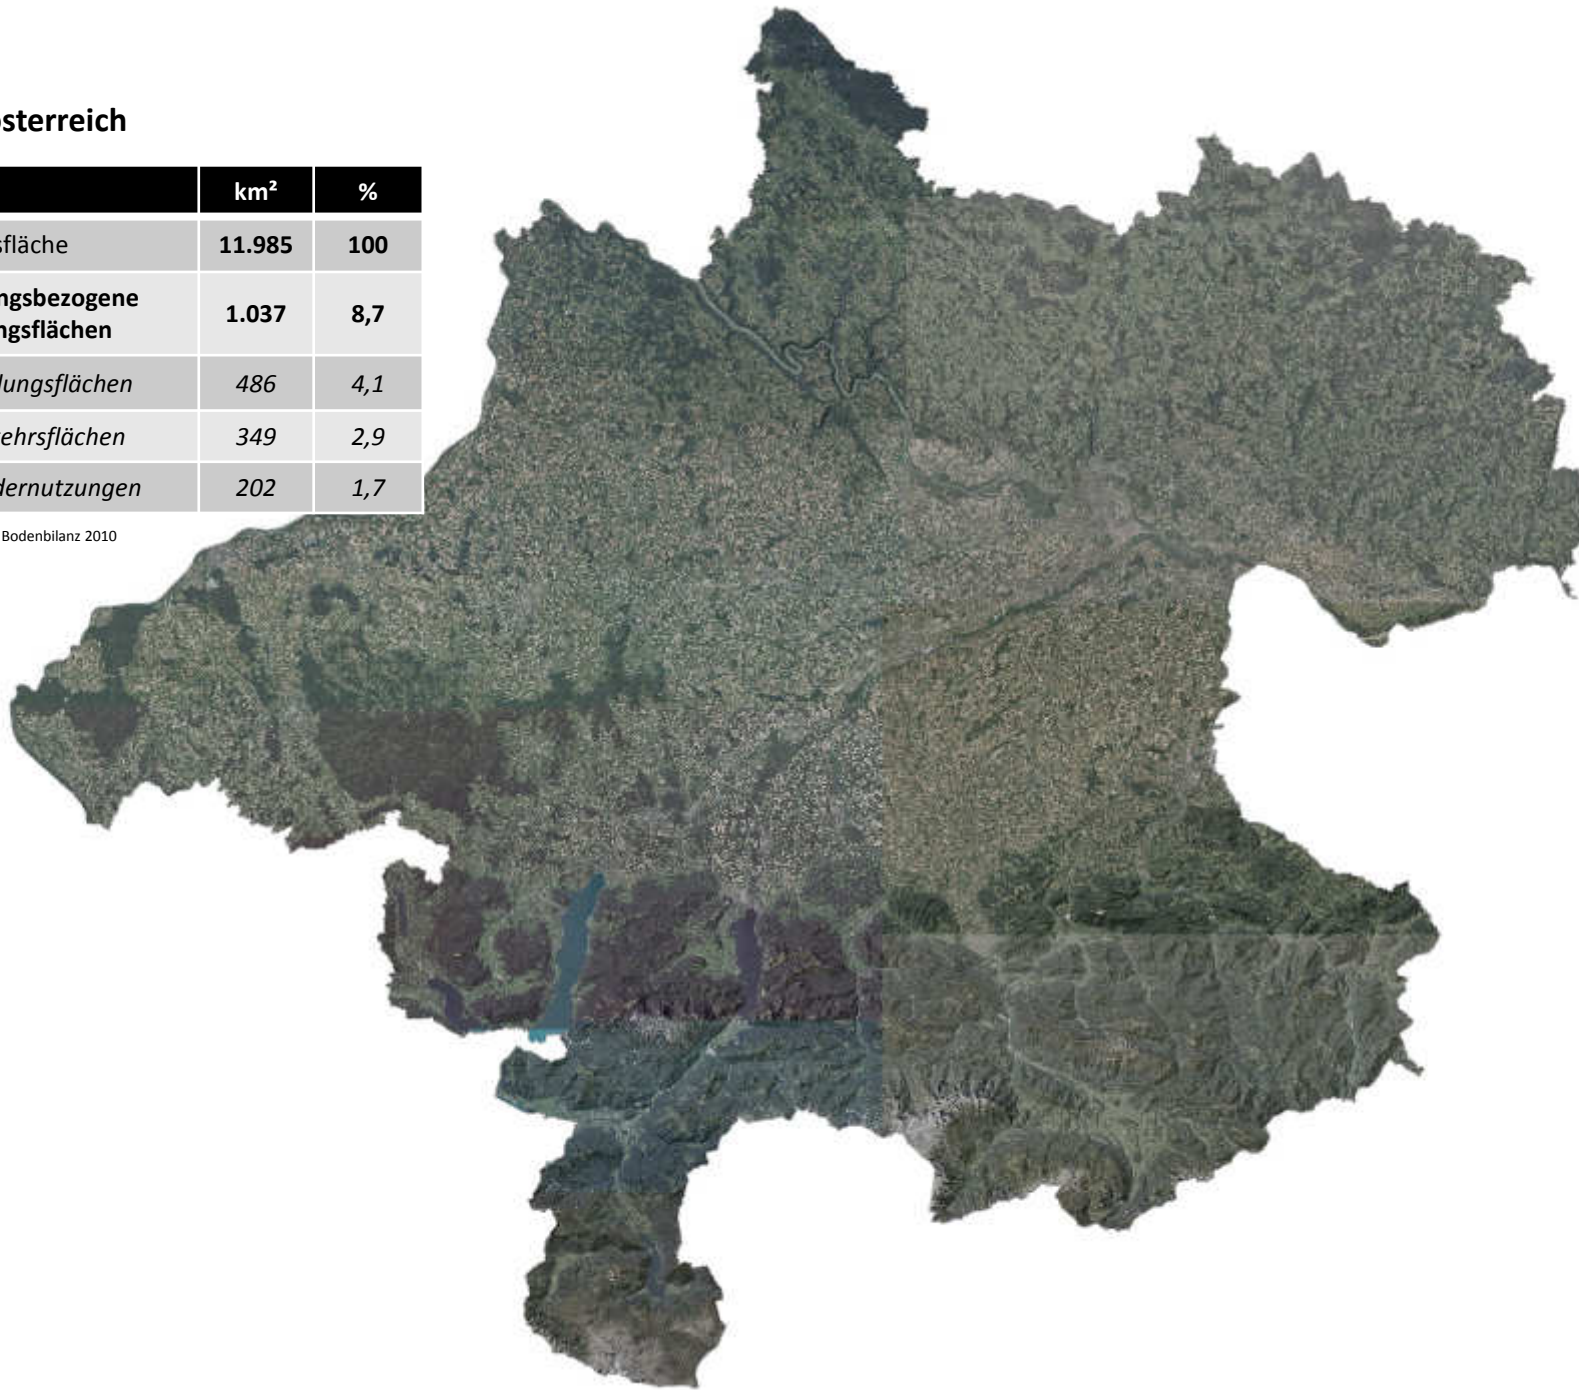 österreich
km² %
sfläche 11.985 100
ngsbezogene
ngsflächen 1.037 8,7
lungsflächen 486 4,1
ehrsflächen 349 2,9
dernutzungen 202 1,7
Bodenbilanz 2010